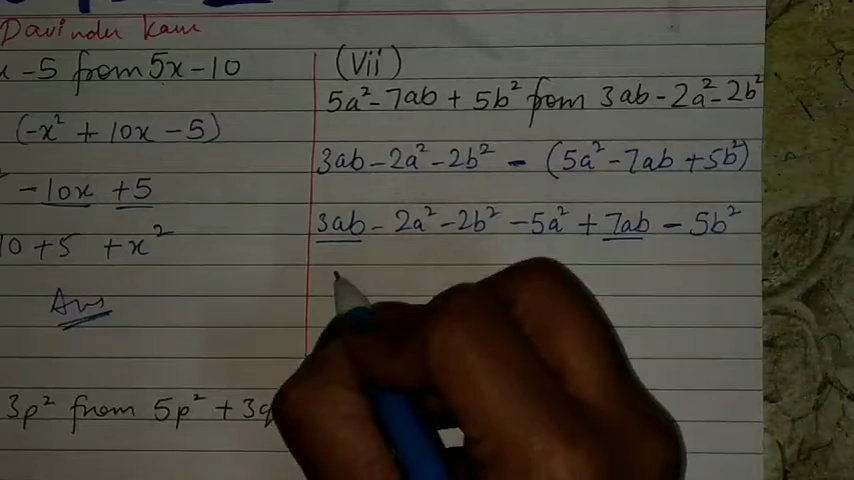 Davinder Kaur
x - 5 from 5x - 10
(-x² + 10x - 5)
² - 10x + 5
10 + 5 + x²
Ans
3p² from 5p² + 3q
(vii)
5a² - 7ab + 5b² from 3ab - 2a² - 2b²
3ab - 2a² - 2b² - (5a² - 7ab + 5b²)
3ab - 2a² - 2b² - 5a² + 7ab - 5b²